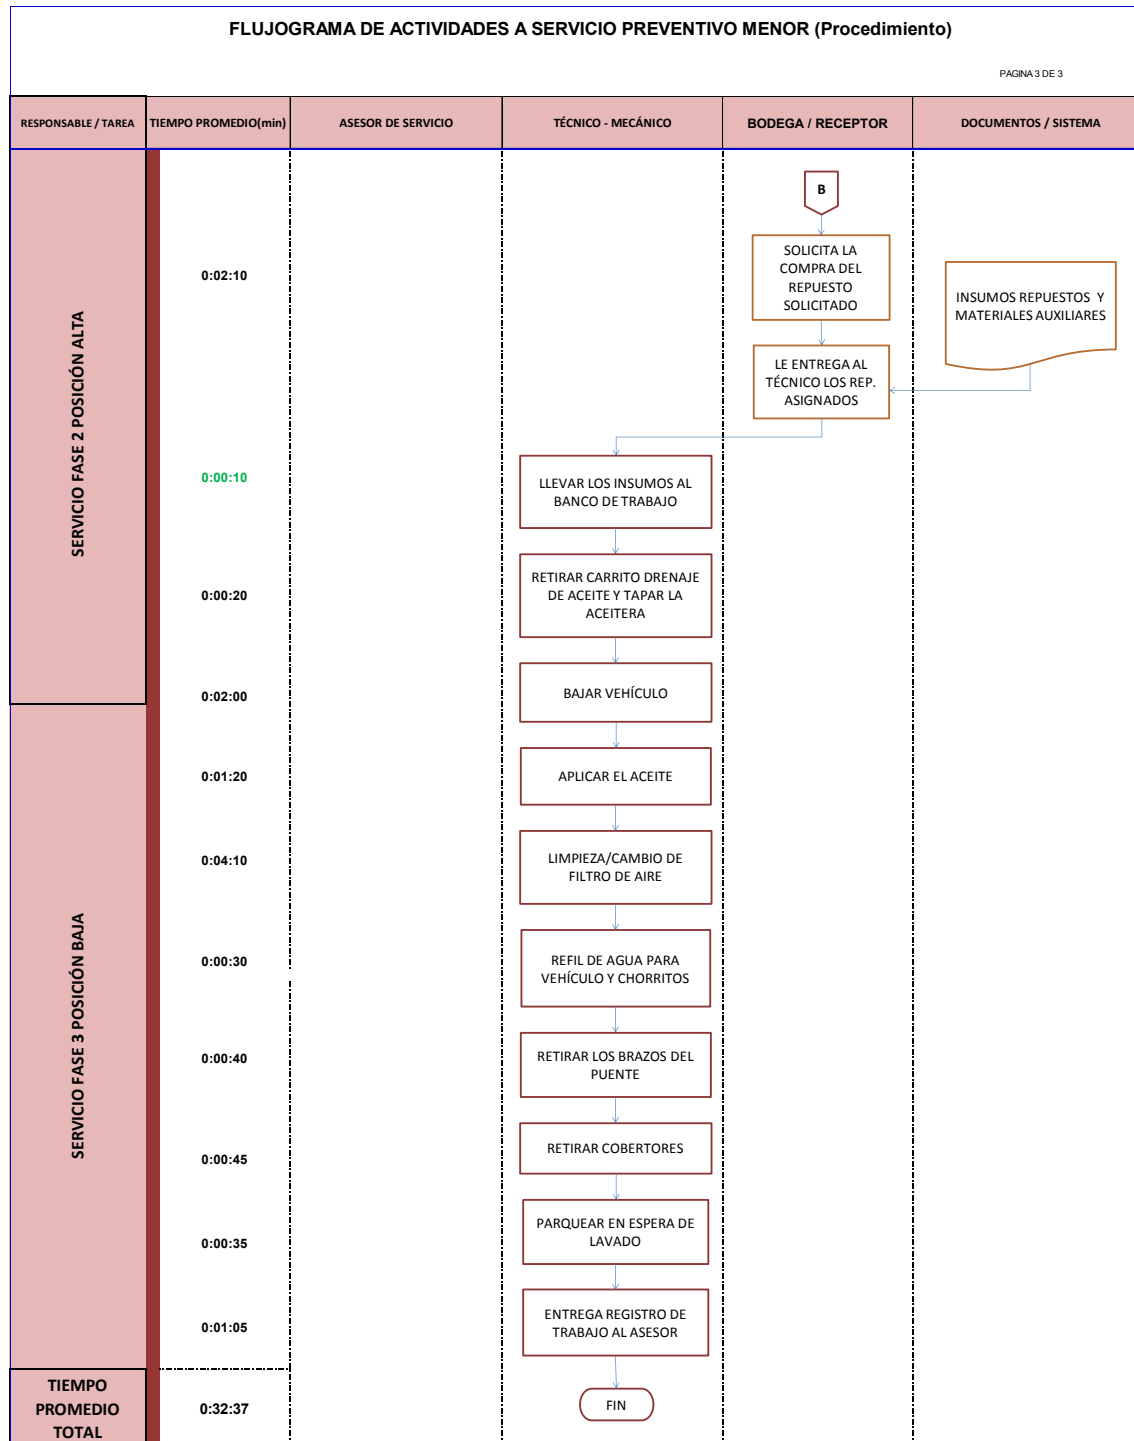 FLUJOGRAMA DE ACTIVIDADES A SERVICIO PREVENTIVO MENOR (Procedimiento)
PAGINA 3 DE 3
RESPONSABLE / TAREA
TIEMPO PROMEDIO(min)
ASESOR DE SERVICIO
TÉCNICO - MECÁNICO
BODEGA / RECEPTOR
DOCUMENTOS / SISTEMA
SERVICIO FASE 2 POSICIÓN ALTA
B
0:02:10
SOLICITA LA
COMPRA DEL
REPUESTO
SOLICITADO
INSUMOS REPUESTOS Y
MATERIALES AUXILIARES
LE ENTREGA AL
TÉCNICO LOS REP.
ASIGNADOS
0:00:10
LLEVAR LOS INSUMOS AL
BANCO DE TRABAJO
0:00:20
RETIRAR CARRITO DRENAJE
DE ACEITE Y TAPAR LA
ACEITERA
0:02:00
BAJAR VEHÍCULO
SERVICIO FASE 3 POSICIÓN BAJA
0:01:20
APLICAR EL ACEITE
0:04:10
LIMPIEZA/CAMBIO DE
FILTRO DE AIRE
0:00:30
REFIL DE AGUA PARA
VEHÍCULO Y CHORRITOS
0:00:40
RETIRAR LOS BRAZOS DEL
PUENTE
0:00:45
RETIRAR COBERTORES
0:00:35
PARQUEAR EN ESPERA DE
LAVADO
0:01:05
ENTREGA REGISTRO DE
TRABAJO AL ASESOR
TIEMPO
PROMEDIO
TOTAL
0:32:37
FIN